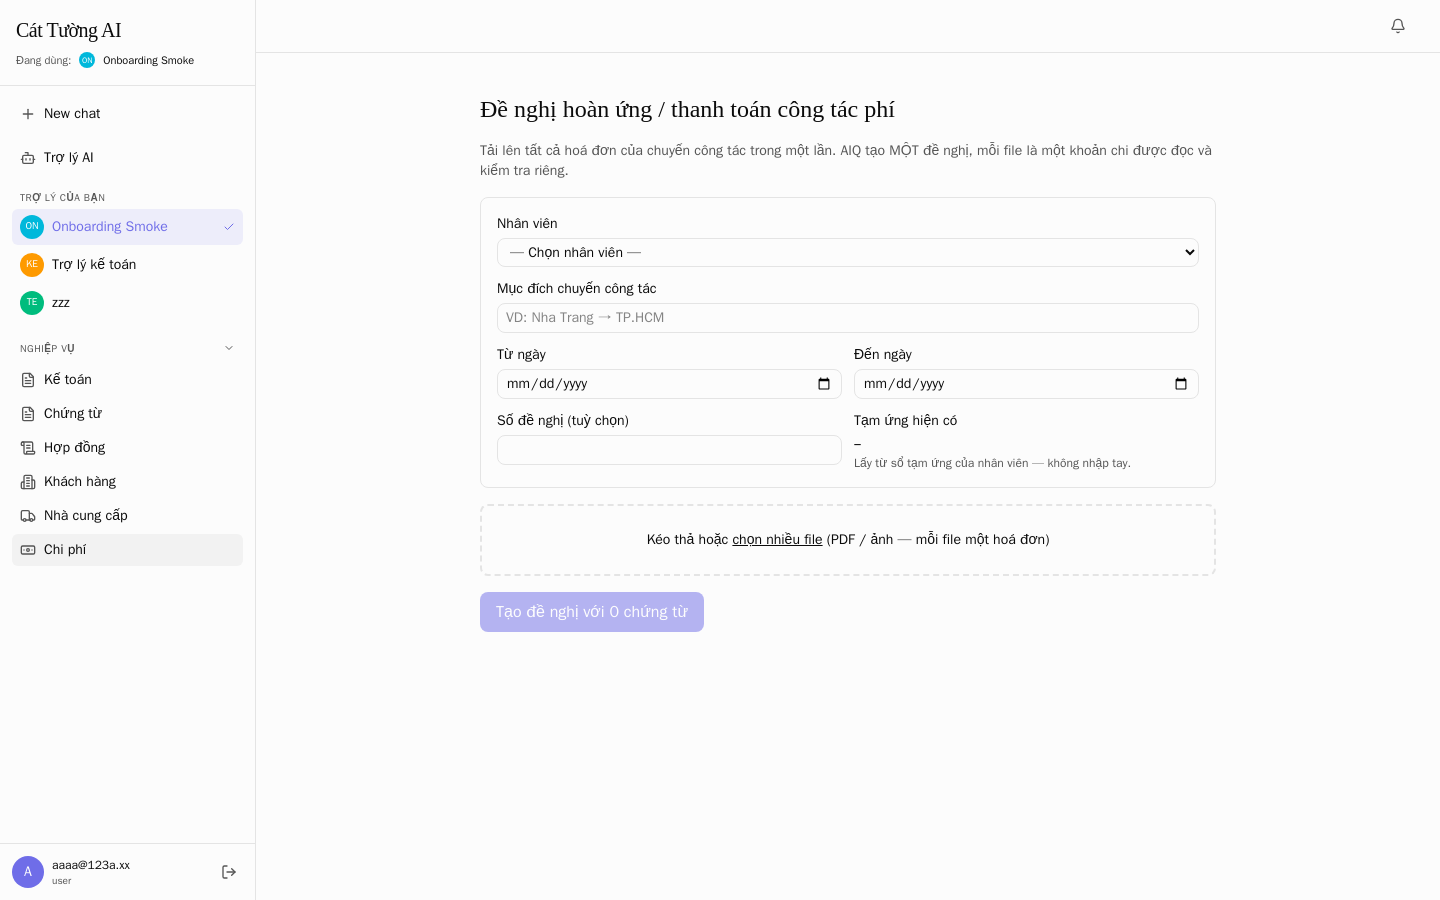 Cát Tường AI
Đang dùng: ON Onboarding Smoke
New chat
Trợ lý AI
TRỢ LÝ CỦA BẠN
ON Onboarding Smoke
KE Trợ lý kế toán
TE zzz
NGHIỆP VỤ
Kế toán
Chứng từ
Hợp đồng
Khách hàng
Nhà cung cấp
Chi phí
A
aaaa@123a.xx
user
Đề nghị hoàn ứng / thanh toán công tác phí
Tải lên tất cả hoá đơn của chuyến công tác trong một lần. AIQ tạo MỘT đề nghị, mỗi file là một khoản chi được đọc và
kiểm tra riêng.
Nhân viên
— Chọn nhân viên —
Mục đích chuyến công tác
VD: Nha Trang → TP.HCM
Từ ngày
Đến ngày
mm/dd/yyyy
mm/dd/yyyy
Số đề nghị (tuỳ chọn)
Tạm ứng hiện có
–
Lấy từ sổ tạm ứng của nhân viên — không nhập tay.
Kéo thả hoặc chọn nhiều file (PDF / ảnh — mỗi file một hoá đơn)
Tạo đề nghị với 0 chứng từ